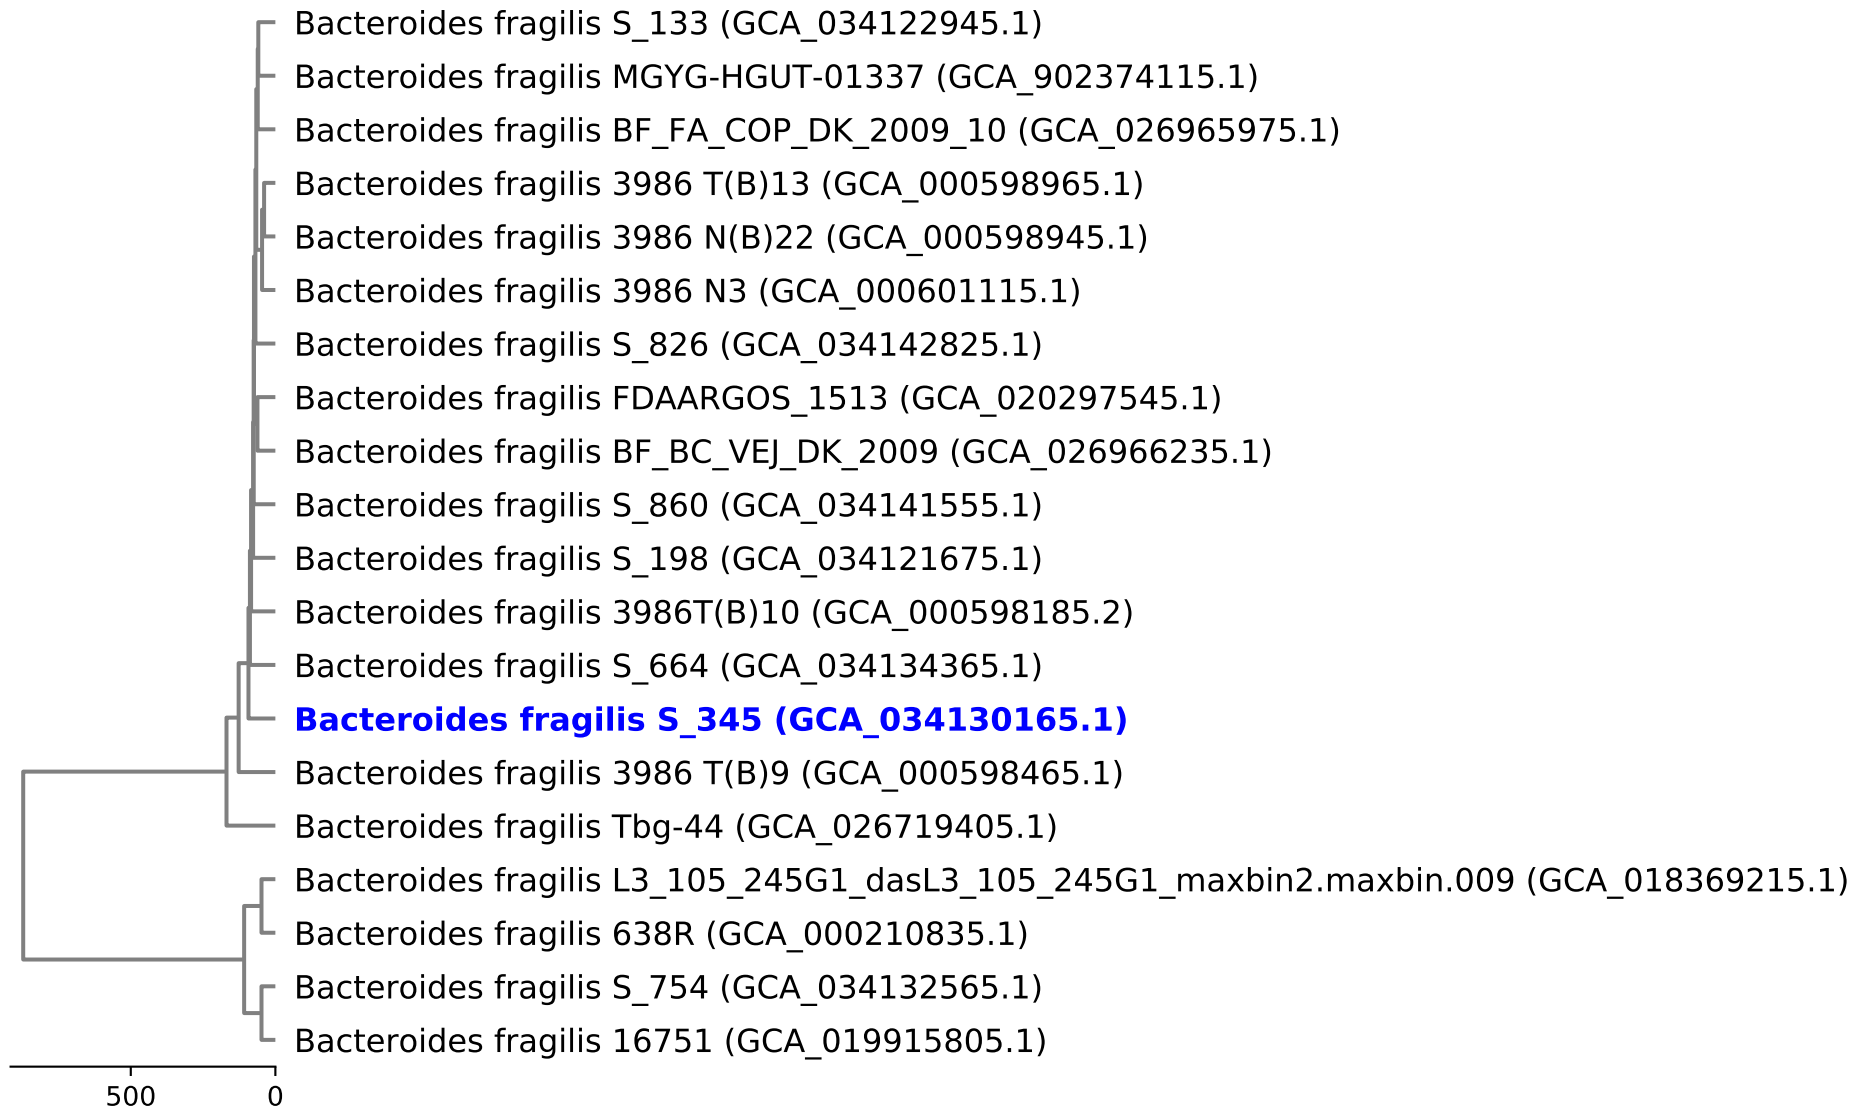 Bacteroides fragilis S_133 (GCA_034122945.1)
Bacteroides fragilis MGYG-HGUT-01337 (GCA_902374115.1)
Bacteroides fragilis BF_FA_COP_DK_2009_10 (GCA_026965975.1)
Bacteroides fragilis 3986 T(B)13 (GCA_000598965.1)
Bacteroides fragilis 3986 N(B)22 (GCA_000598945.1)
Bacteroides fragilis 3986 N3 (GCA_000601115.1)
Bacteroides fragilis S_826 (GCA_034142825.1)
Bacteroides fragilis FDAARGOS_1513 (GCA_020297545.1)
Bacteroides fragilis BF_BC_VEJ_DK_2009 (GCA_026966235.1)
Bacteroides fragilis S_860 (GCA_034141555.1)
Bacteroides fragilis S_198 (GCA_034121675.1)
Bacteroides fragilis 3986T(B)10 (GCA_000598185.2)
Bacteroides fragilis S_664 (GCA_034134365.1)
Bacteroides fragilis S_345 (GCA_034130165.1)
Bacteroides fragilis 3986 T(B)9 (GCA_000598465.1)
Bacteroides fragilis Tbg-44 (GCA_026719405.1)
Bacteroides fragilis L3_105_245G1_dasL3_105_245G1_maxbin2.maxbin.009 (GCA_018369215.1)
Bacteroides fragilis 638R (GCA_000210835.1)
Bacteroides fragilis S_754 (GCA_034132565.1)
Bacteroides fragilis 16751 (GCA_019915805.1)
500 0